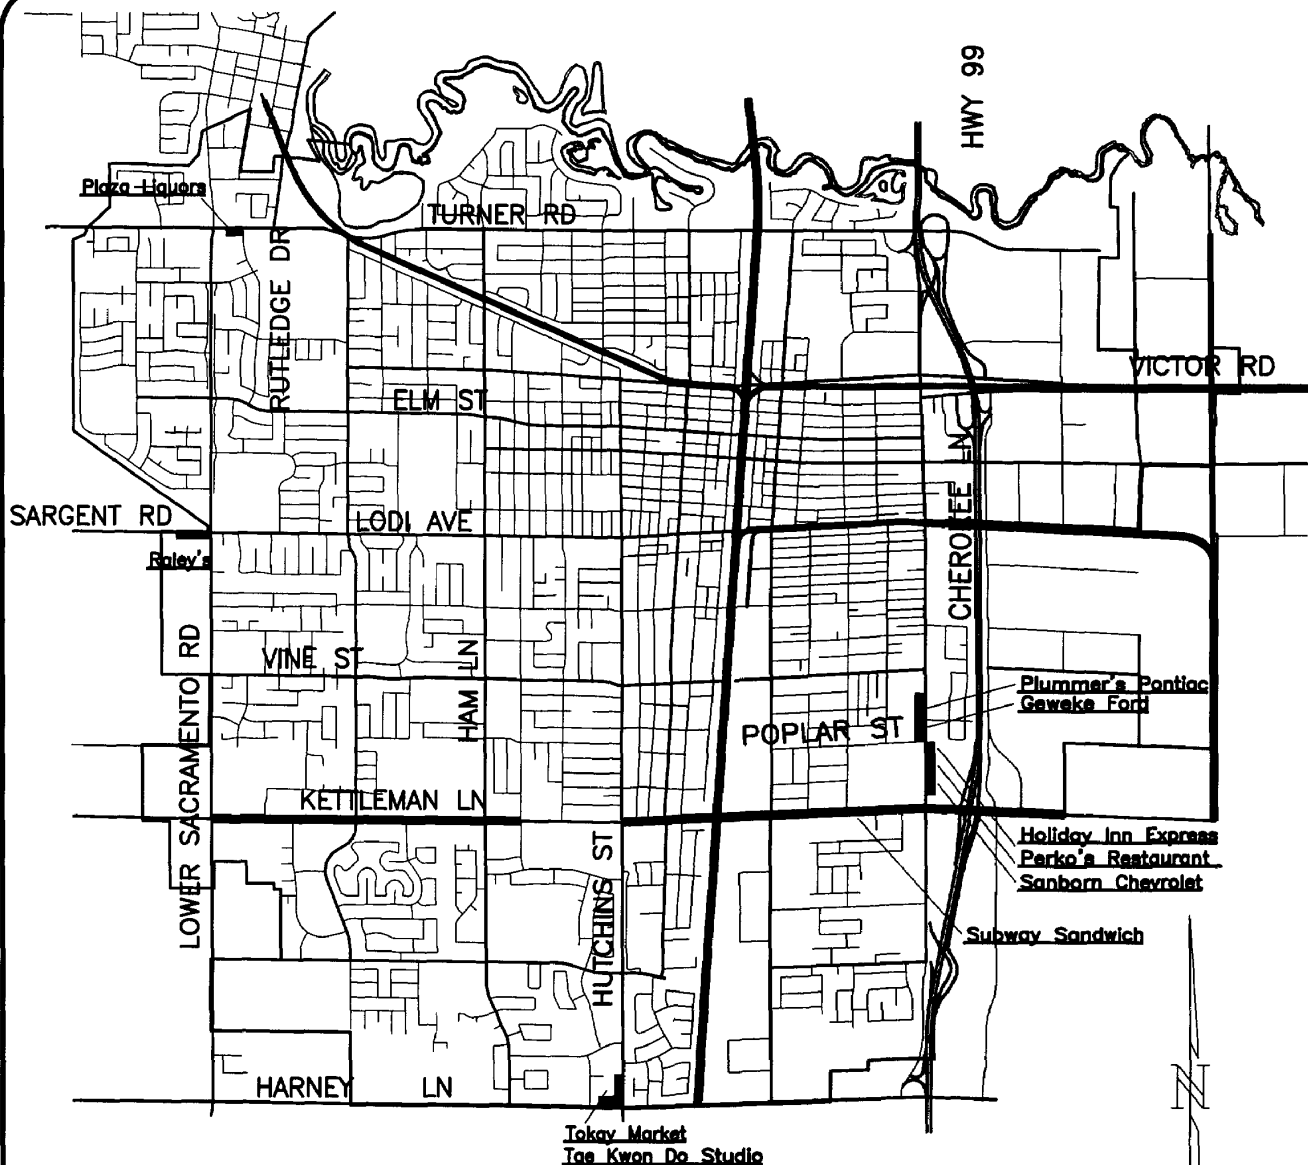 HWY 99
Plaza Liquors
TURNER RD
RUTLEDGE DR
VICTOR RD
ELM ST
SARGENT RD
LODI AVE
CHEROKEE LN
Raley's
LOWER SACRAMENTO RD
VINE ST
HAM LN
Plummer's Pontiac
Geweke Ford
POPLAR ST
KETTLEMAN LN
Holiday Inn Express
Perko's Restaurant
Sanborn Chevrolet
HUTCHINS ST
Subway Sandwich
HARNEY LN
N
Tokay Market
Tae Kwon Do Studio